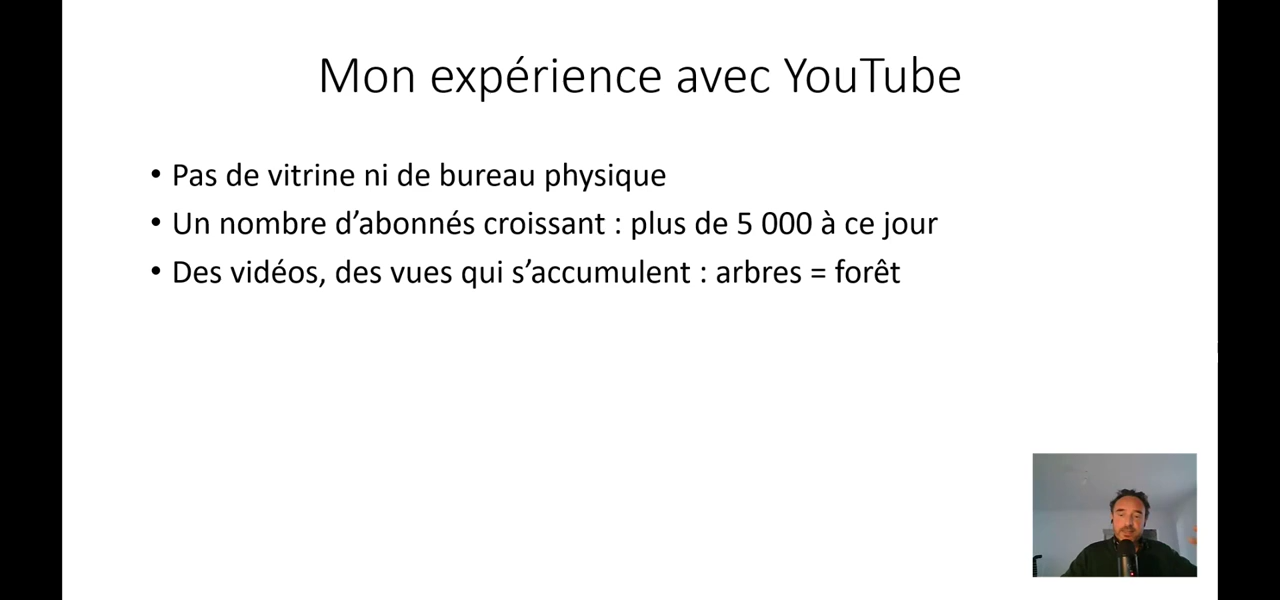 Mon expérience avec YouTube
• Pas de vitrine ni de bureau physique
• Un nombre d’abonnés croissant : plus de 5 000 à ce jour
• Des vidéos, des vues qui s’accumulent : arbres = forêt